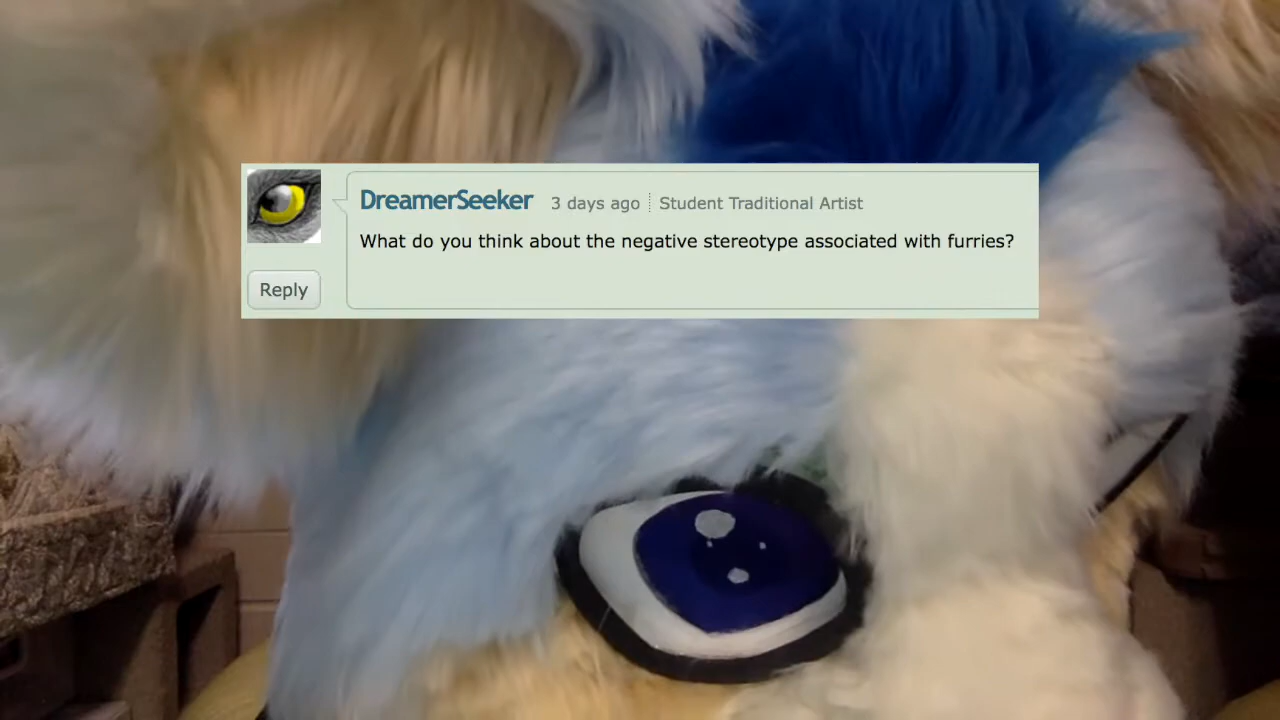 DreamerSeeker 3 days ago Student Traditional Artist
What do you think about the negative stereotype associated with furries?
Reply